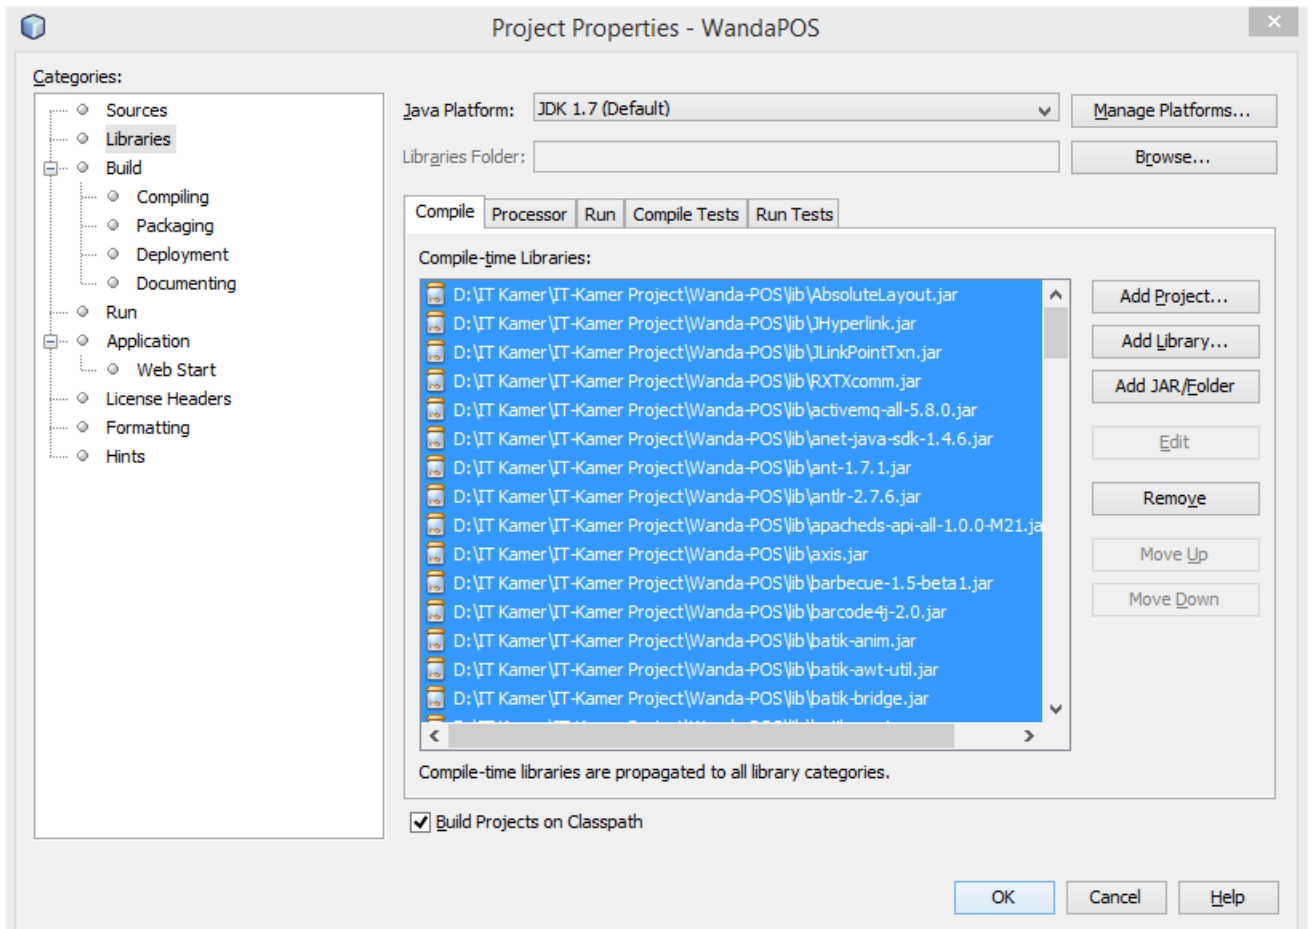 Project Properties - WandaPOS
Categories:
Sources
Libraries
Build
Compiling
Packaging
Deployment
Documenting
Run
Application
Web Start
License Headers
Formatting
Hints
Java Platform: JDK 1.7 (Default) Manage Platforms...
Libraries Folder: Browse...
Compile Processor Run Compile Tests Run Tests
Compile-time Libraries:
D:\IT Kamer\IT-Kamer Project\Wanda-POS\lib\AbsoluteLayout.jar
D:\IT Kamer\IT-Kamer Project\Wanda-POS\lib\JHyperlink.jar
D:\IT Kamer\IT-Kamer Project\Wanda-POS\lib\JLinkPointTxn.jar
D:\IT Kamer\IT-Kamer Project\Wanda-POS\lib\RXTXcomm.jar
D:\IT Kamer\IT-Kamer Project\Wanda-POS\lib\activemq-all-5.8.0.jar
D:\IT Kamer\IT-Kamer Project\Wanda-POS\lib\anet-java-sdk-1.4.6.jar
D:\IT Kamer\IT-Kamer Project\Wanda-POS\lib\ant-1.7.1.jar
D:\IT Kamer\IT-Kamer Project\Wanda-POS\lib\antlr-2.7.6.jar
D:\IT Kamer\IT-Kamer Project\Wanda-POS\lib\apacheds-api-all-1.0.0-M21.ja
D:\IT Kamer\IT-Kamer Project\Wanda-POS\lib\axis.jar
D:\IT Kamer\IT-Kamer Project\Wanda-POS\lib\barbecue-1.5-beta1.jar
D:\IT Kamer\IT-Kamer Project\Wanda-POS\lib\barcode4j-2.0.jar
D:\IT Kamer\IT-Kamer Project\Wanda-POS\lib\batik-anim.jar
D:\IT Kamer\IT-Kamer Project\Wanda-POS\lib\batik-awt-util.jar
D:\IT Kamer\IT-Kamer Project\Wanda-POS\lib\batik-bridge.jar
Add Project...
Add Library...
Add JAR/Folder
Edit
Remove
Move Up
Move Down
Compile-time libraries are propagated to all library categories.
Build Projects on Classpath
OK Cancel Help